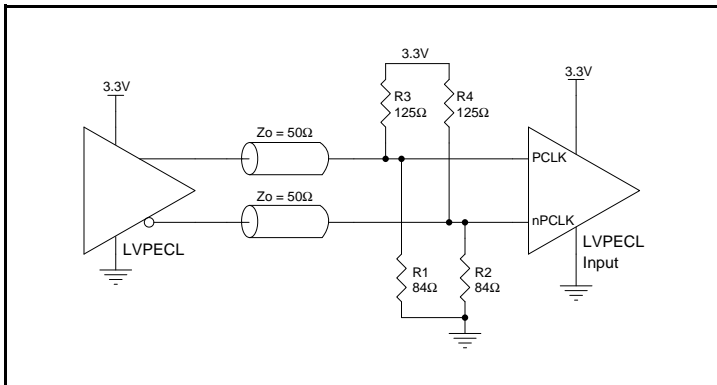 3.3V
3.3V
3.3V
R3
125Ω
R4
125Ω
Zo = 50Ω
PCLK
Zo = 50Ω
nPCLK
LVPECL
LVPECL
Input
R1
84Ω
R2
84Ω